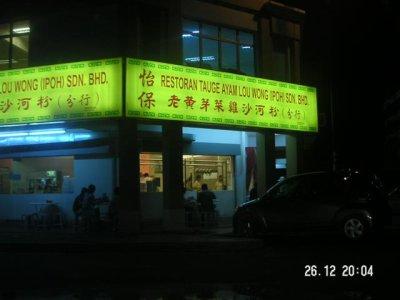 LOU WONG (IPOH) SDN. BHD.
沙河粉(分行)
怡保
RESTORAN TAUGE AYAM LOU WONG (IPOH) SDN. BHD.
老黄芽菜雞沙河粉(分行)
26.12 20:04